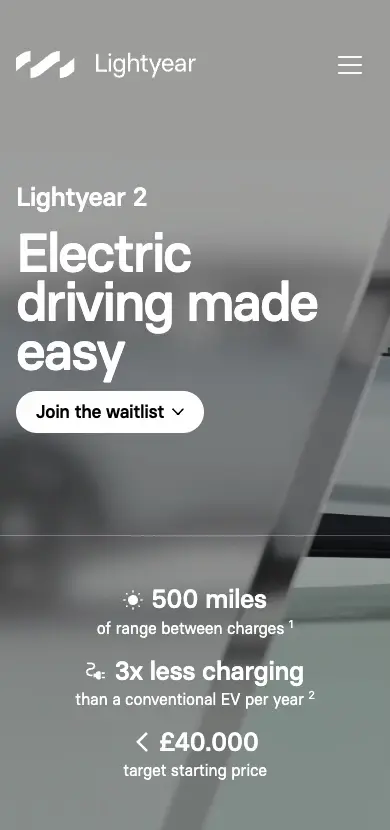 Lightyear
Lightyear 2
Electric
driving made
easy
Join the waitlist
500 miles
of range between charges ¹
3x less charging
than a conventional EV per year ²
< £40.000
target starting price